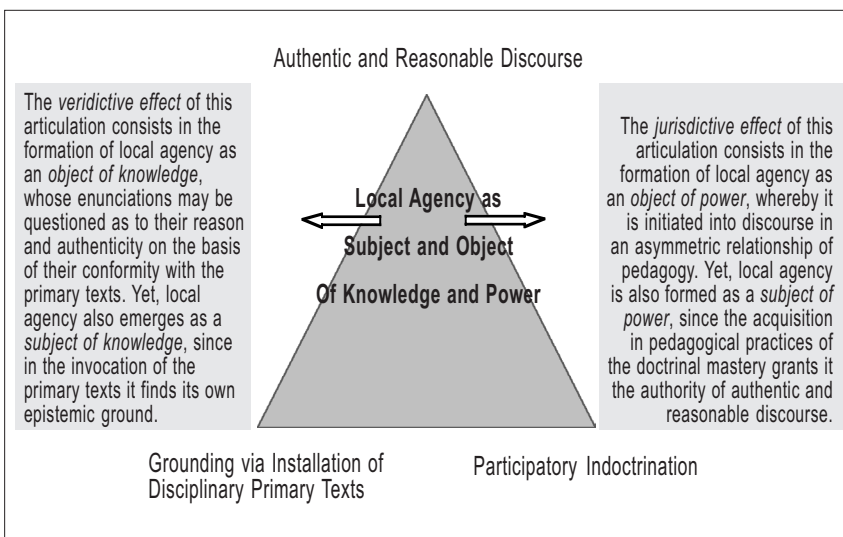 Authentic and Reasonable Discourse
The veridictive effect of this
articulation consists in the
formation of local agency as
an object of knowledge,
whose enunciations may be
questioned as to their reason
and authenticity on the basis
of their conformity with the
primary texts. Yet, local
agency also emerges as a
subject of knowledge, since
in the invocation of the
primary texts it finds its own
epistemic ground.
Local Agency as
Subject and Object
Of Knowledge and Power
The jurisdictive effect of this
articulation consists in the
formation of local agency as
an object of power, whereby it
is initiated into discourse in
an asymmetric relationship of
pedagogy. Yet, local agency
is also formed as a subject of
power, since the acquisition
in pedagogical practices of
the doctrinal mastery grants it
the authority of authentic and
reasonable discourse.
Grounding via Installation of
Disciplinary Primary Texts
Participatory Indoctrination